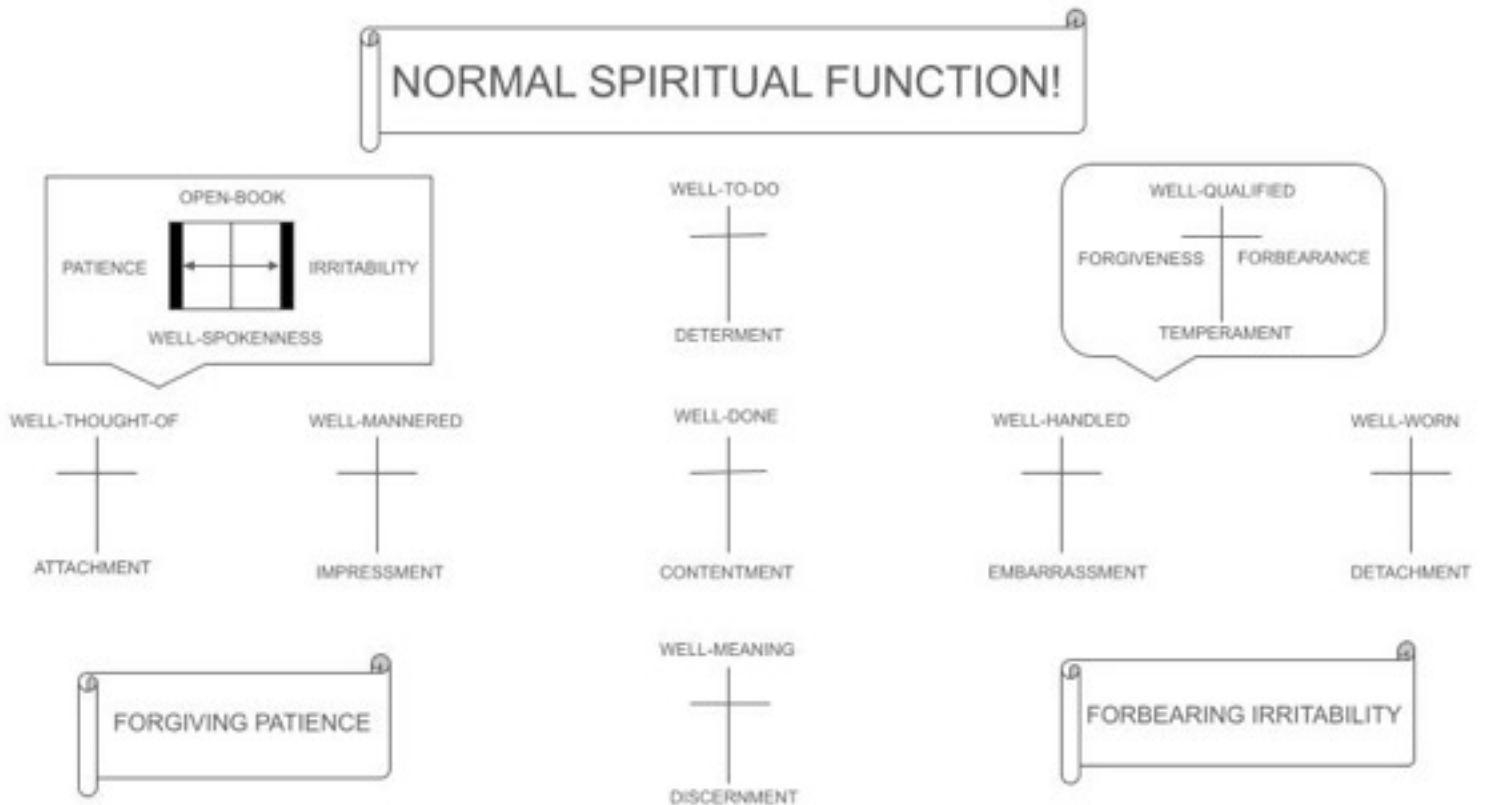 NORMAL SPIRITUAL FUNCTION!
OPEN-BOOK
PATIENCE
IRRITABILITY
WELL-SPOKENNESS
WELL-TO-DO
DETERMENT
WELL-QUALIFIED
FORGIVENESS
FORBEARANCE
TEMPERAMENT
WELL-THOUGHT-OF
ATTACHMENT
WELL-MANNERED
IMPRESSMENT
WELL-DONE
CONTENTMENT
WELL-HANDLED
EMBARRASSMENT
WELL-WORN
DETACHMENT
FORGIVING PATIENCE
WELL-MEANING
DISCERNMENT
FORBEARING IRRITABILITY